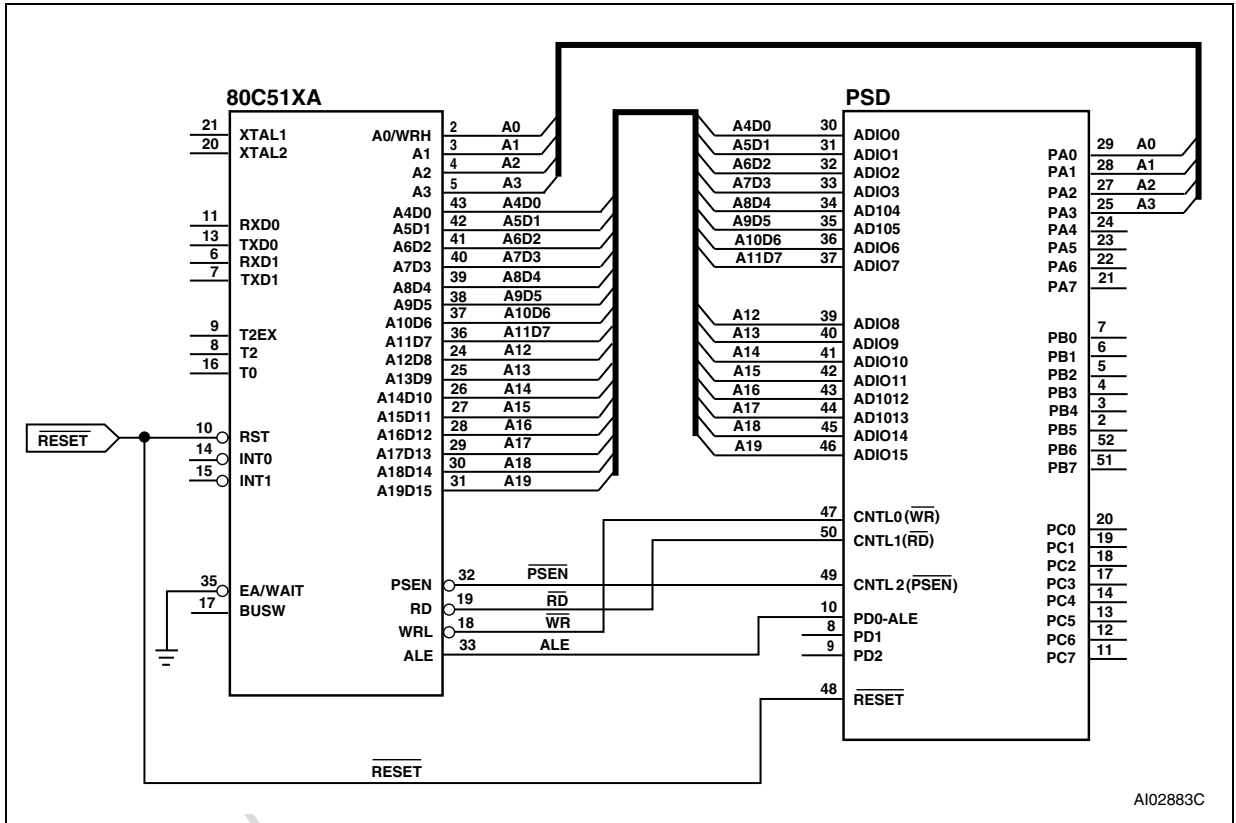 80C51XA
PSD
21 XTAL1
20 XTAL2
11 RXD0
13 TXD0
6 RXD1
7 TXD1
9 T2EX
8 T2
16 T0
RESET
10 RST
14 INT0
15 INT1
35 EA/WAIT
17 BUSW
A0/WRH 2 A0
A1 3 A1
A2 4 A2
A3 5 A3
A4D0 43 A4D0
A5D1 42 A5D1
A6D2 41 A6D2
A7D3 40 A7D3
A8D4 39 A8D4
A9D5 38 A9D5
A10D6 37 A10D6
A11D7 36 A11D7
A12D8 24 A12
A13D9 25 A13
A14D10 26 A14
A15D11 27 A15
A16D12 28 A16
A17D13 29 A17
A18D14 30 A18
A19D15 31 A19
PSEN 32 PSEN
RD 19 RD
WRL 18 WR
ALE 33 ALE
A4D0 30 ADIO0
A5D1 31 ADIO1
A6D2 32 ADIO2
A7D3 33 ADIO3
A8D4 34 AD104
A9D5 35 AD105
A10D6 36 ADIO6
A11D7 37 ADIO7
A12 39 ADIO8
A13 40 ADIO9
A14 41 ADIO10
A15 42 ADIO11
A16 43 AD1012
A17 44 AD1013
A18 45 ADIO14
A19 46 ADIO15
47 CNTL0(WR)
50 CNTL1(RD)
49 CNTL 2(PSEN)
10 PD0-ALE
8 PD1
9 PD2
48 RESET
PA0 29 A0
PA1 28 A1
PA2 27 A2
PA3 25 A3
PA4 24
PA5 23
PA6 22
PA7 21
PB0 7
PB1 6
PB2 5
PB3 4
PB4 3
PB5 2
PB6 52
PB7 51
PC0 20
PC1 19
PC2 18
PC3 17
PC4 14
PC5 13
PC6 12
PC7 11
RESET
AI02883C